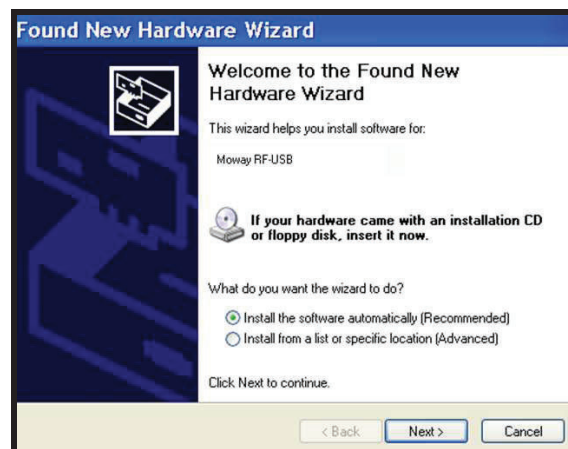 Found New Hardware Wizard
Welcome to the Found New
Hardware Wizard
This wizard helps you install software for:
Moway RF-USB
If your hardware came with an installation CD
or floppy disk, insert it now.
What do you want the wizard to do?
Install the software automatically (Recommended)
Install from a list or specific location (Advanced)
Click Next to continue.
< Back Next > Cancel